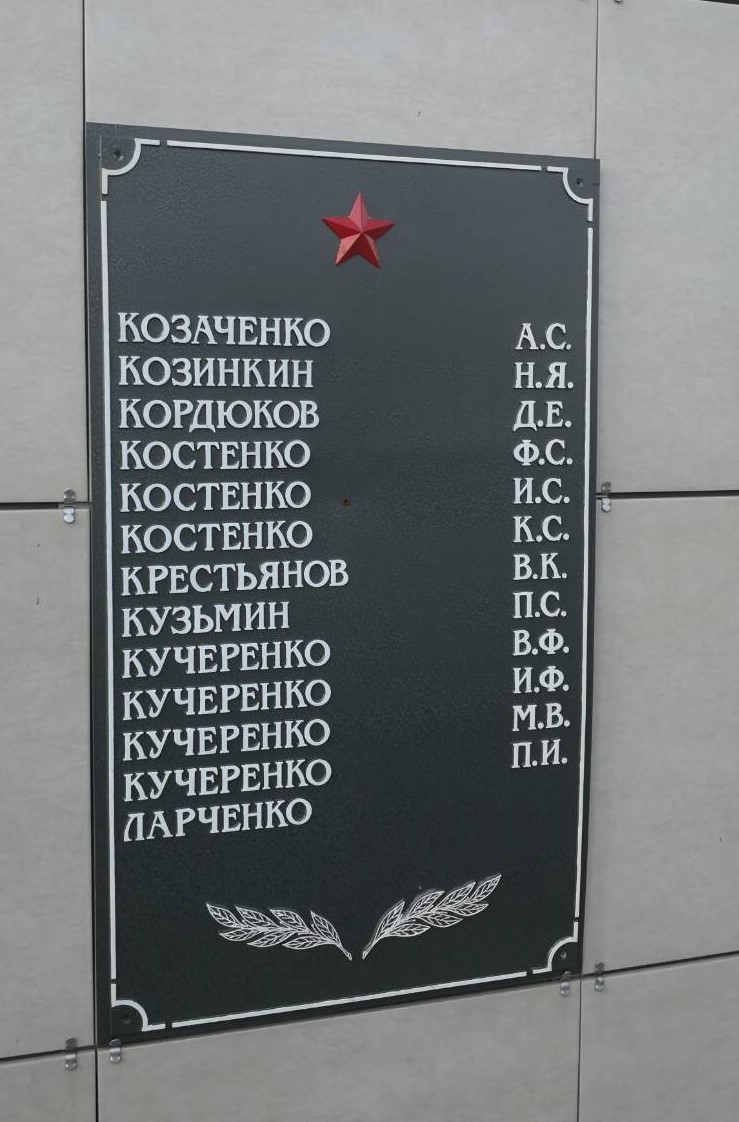 КОЗАЧЕНКО А.С.
КОЗИНКИН Н.Я.
КОРДЮКОВ Д.Е.
КОСТЕНКО Ф.С.
КОСТЕНКО И.С.
КОСТЕНКО К.С.
КРЕСТЬЯНОВ В.К.
КУЗЬМИН П.С.
КУЧЕРЕНКО В.Ф.
КУЧЕРЕНКО И.Ф.
КУЧЕРЕНКО М.В.
КУЧЕРЕНКО П.И.
ЛАРЧЕНКО